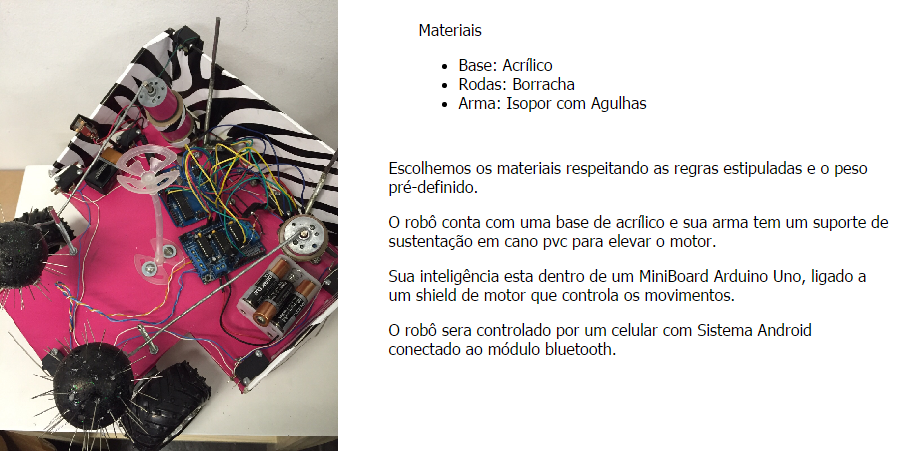 Materiais
• Base: Acrílico
• Rodas: Borracha
• Arma: Isopor com Agulhas
Escolhemos os materiais respeitando as regras estipuladas e o peso
pré-definido.
O robô conta com uma base de acrílico e sua arma tem um suporte de
sustentação em cano pvc para elevar o motor.
Sua inteligência esta dentro de um MiniBoard Arduino Uno, ligado a
um shield de motor que controla os movimentos.
O robô sera controlado por um celular com Sistema Android
conectado ao módulo bluetooth.